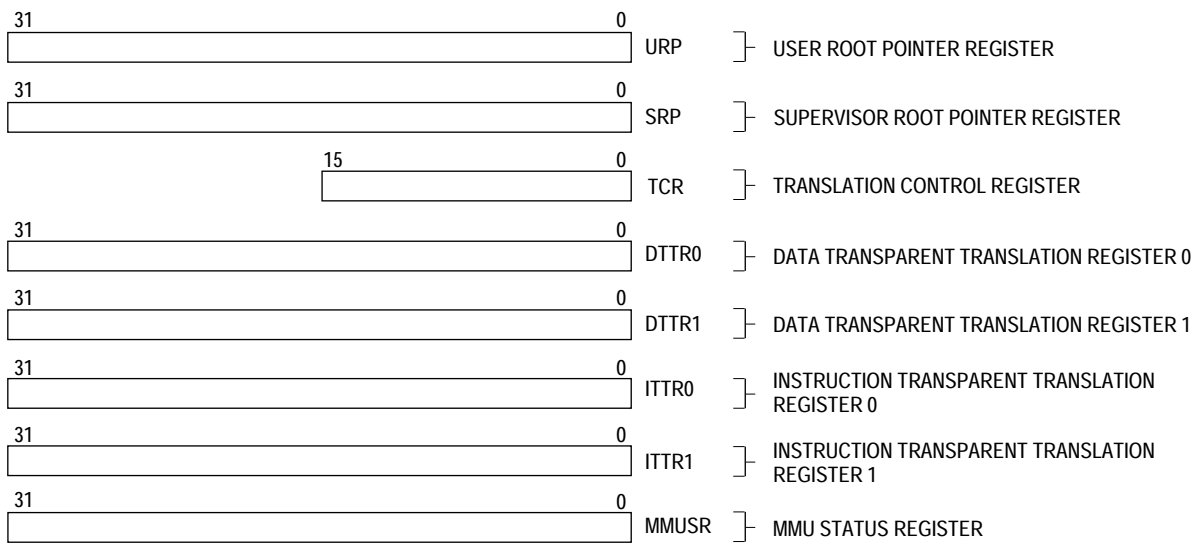 31 0
URP USER ROOT POINTER REGISTER
31 0
SRP SUPERVISOR ROOT POINTER REGISTER
15 0
TCR TRANSLATION CONTROL REGISTER
31 0
DTTR0 DATA TRANSPARENT TRANSLATION REGISTER 0
31 0
DTTR1 DATA TRANSPARENT TRANSLATION REGISTER 1
31 0
ITTR0 INSTRUCTION TRANSPARENT TRANSLATION
REGISTER 0
31 0
ITTR1 INSTRUCTION TRANSPARENT TRANSLATION
REGISTER 1
31 0
MMUSR MMU STATUS REGISTER